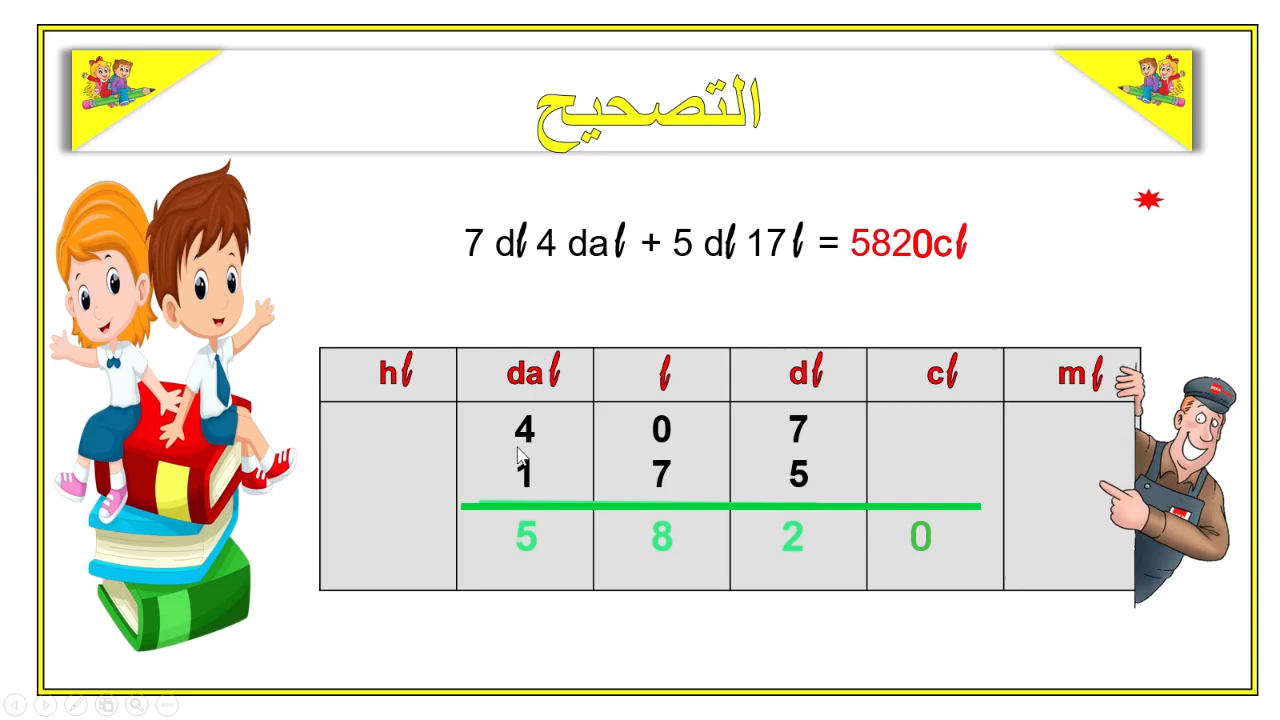 التصحيح
7 dl 4 dal + 5 dl 17 l = 5820cl
hl dal l dl cl ml
4 0 7
1 7 5
5 8 2 0